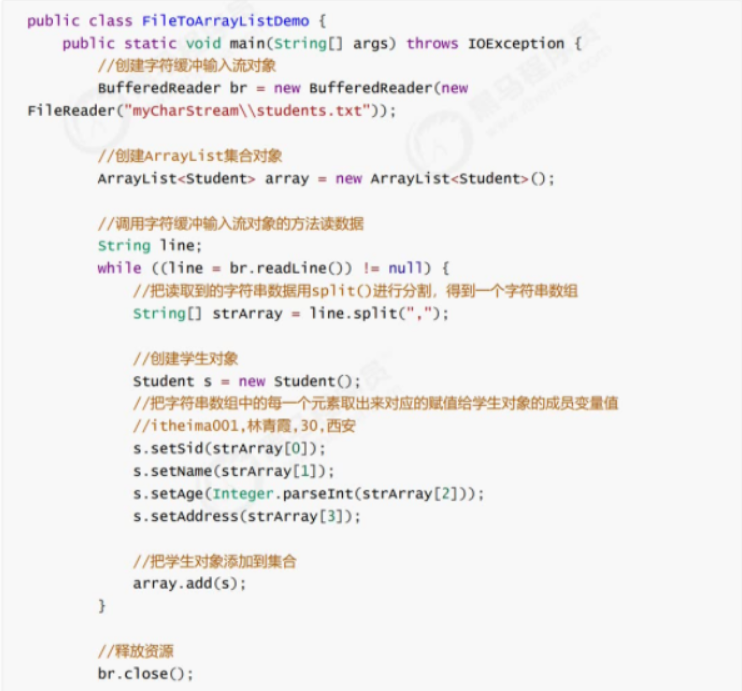 public class FileToArrayListDemo {
public static void main(String[] args) throws IOException {
//创建字符缓冲输入流对象
BufferedReader br = new BufferedReader(new
FileReader("myCharStream\\students.txt"));
//创建ArrayList集合对象
ArrayList<Student> array = new ArrayList<Student>();
//调用字符缓冲输入流对象的方法读数据
String line;
while ((line = br.readLine()) != null) {
//把读取到的字符串数据用split()进行分割，得到一个字符串数组
String[] strArray = line.split(",");
//创建学生对象
Student s = new Student();
//把字符串数组中的每一个元素取出来对应的赋值给学生对象的成员变量值
//itheima001,林青霞,30,西安
s.setSid(strArray[0]);
s.setName(strArray[1]);
s.setAge(Integer.parseInt(strArray[2]));
s.setAddress(strArray[3]);
//把学生对象添加到集合
array.add(s);
}
//释放资源
br.close();